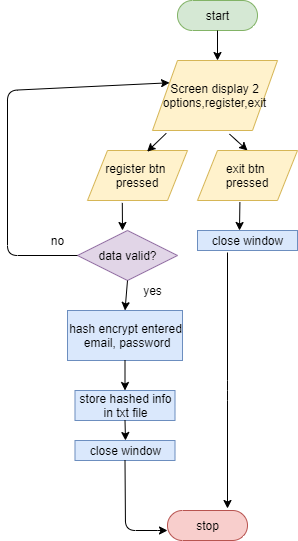 start
Screen display 2
options,register,exit
register btn
pressed
exit btn
pressed
data valid?
close window
no
yes
hash encrypt entered
email, password
store hashed info
in txt file
close window
stop